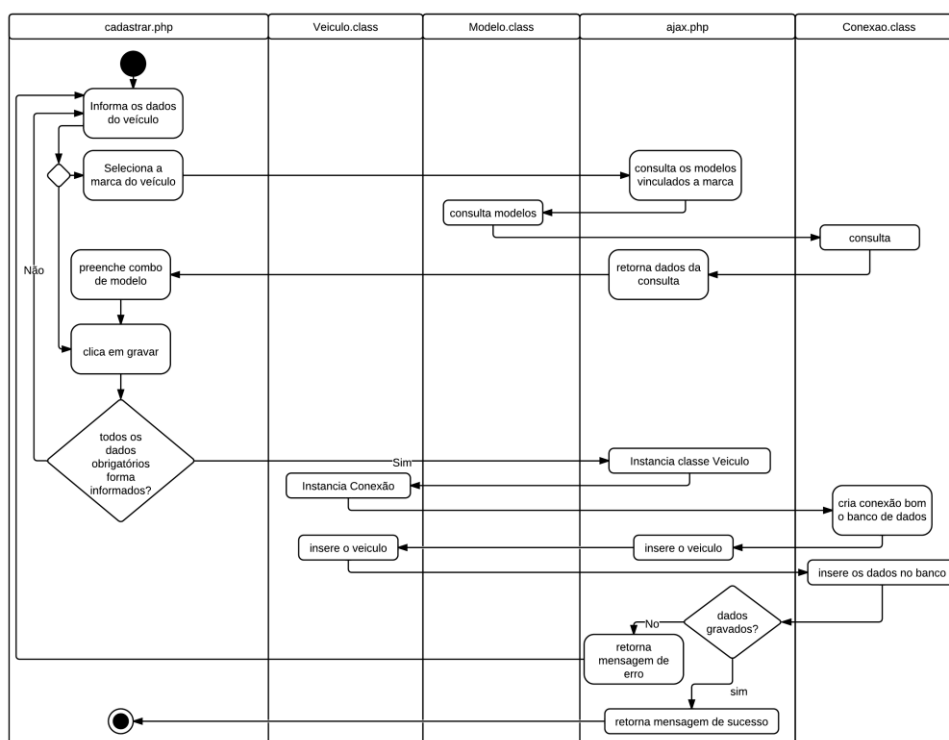 cadastrar.php
Veiculo.class
Modelo.class
ajax.php
Conexao.class
Informa os dados
do veículo
Seleciona a
marca do veículo
consulta os modelos
vinculados a marca
consulta modelos
consulta
Não
preenche combo
de modelo
retorna dados da
consulta
clica em gravar
todos os
dados
obrigatórios
forma
informados?
Sim
Instancia classe Veiculo
Instancia Conexão
cria conexão bom
o banco de dados
insere o veiculo
insere o veiculo
insere os dados no banco
dados
gravados?
No
retorna
mensagem de
erro
sim
retorna mensagem de sucesso